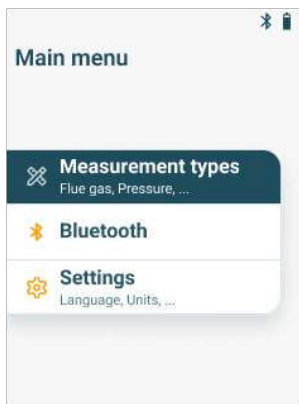 Main menu
Measurement types
Flue gas, Pressure, ...
Bluetooth
Settings
Language, Units, ...